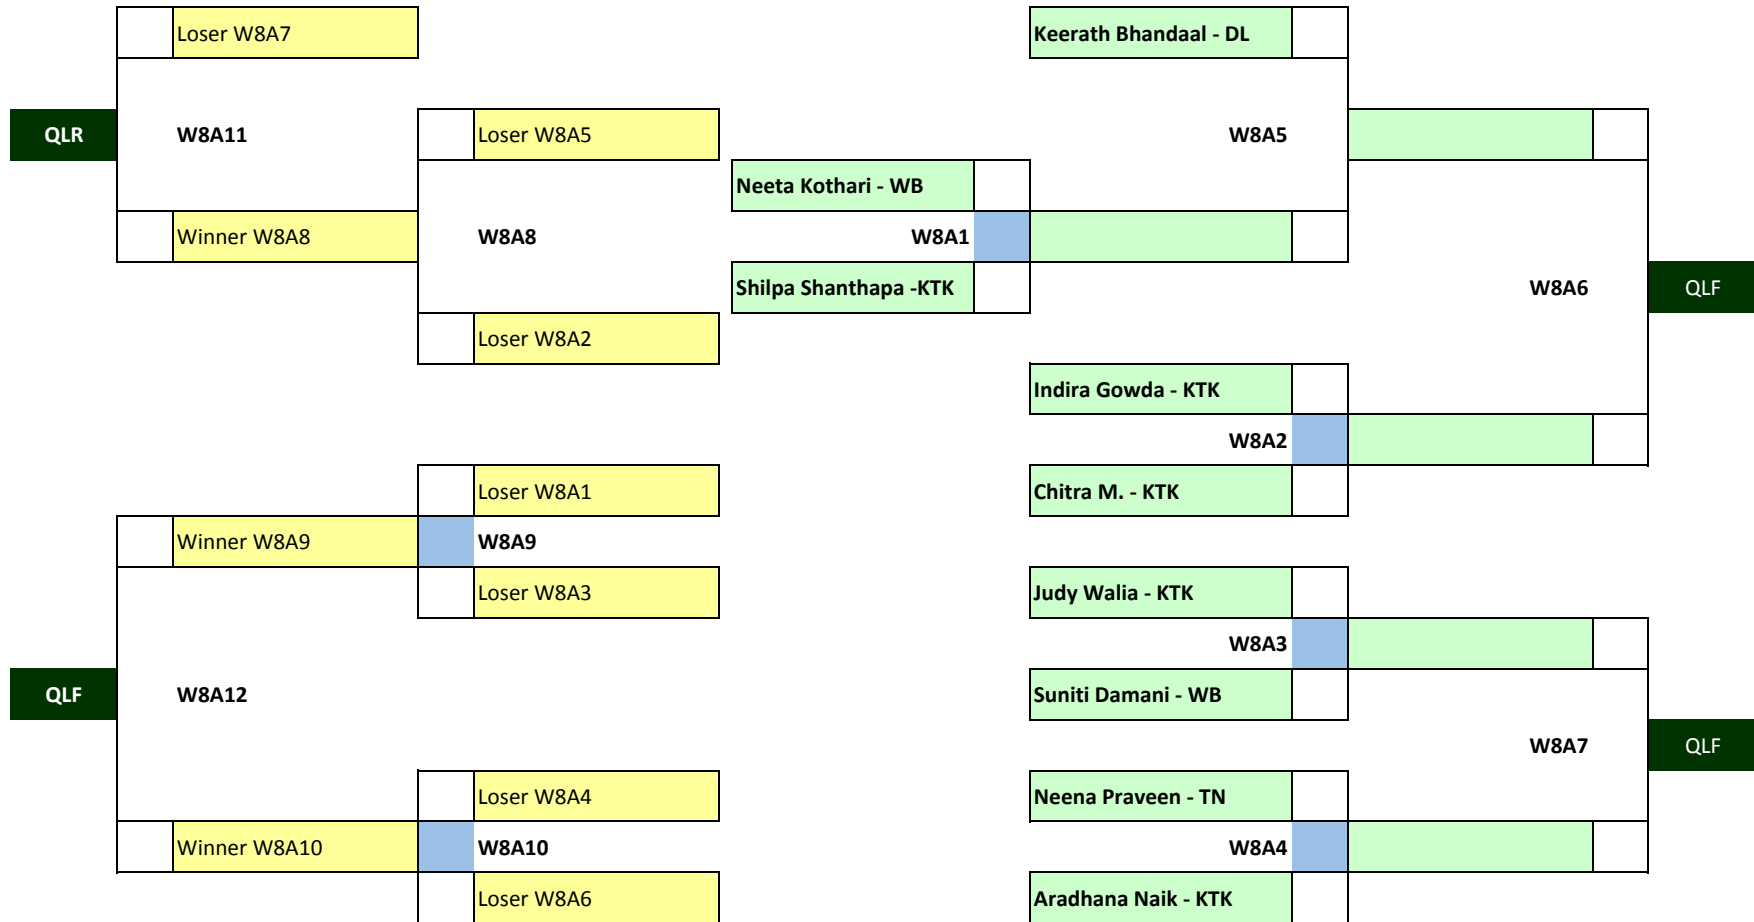 Loser W8A7
Keerath Bhandaal - DL
QLR
W8A11
Loser W8A5
W8A5
Neeta Kothari - WB
Winner W8A8
W8A8
W8A1
Shilpa Shanthapa -KTK
W8A6
QLF
Loser W8A2
Indira Gowda - KTK
W8A2
Loser W8A1
Chitra M. - KTK
Winner W8A9
W8A9
Loser W8A3
Judy Walia - KTK
W8A3
QLF
W8A12
Suniti Damani - WB
W8A7
QLF
Loser W8A4
Neena Praveen - TN
Winner W8A10
W8A10
W8A4
Loser W8A6
Aradhana Naik - KTK